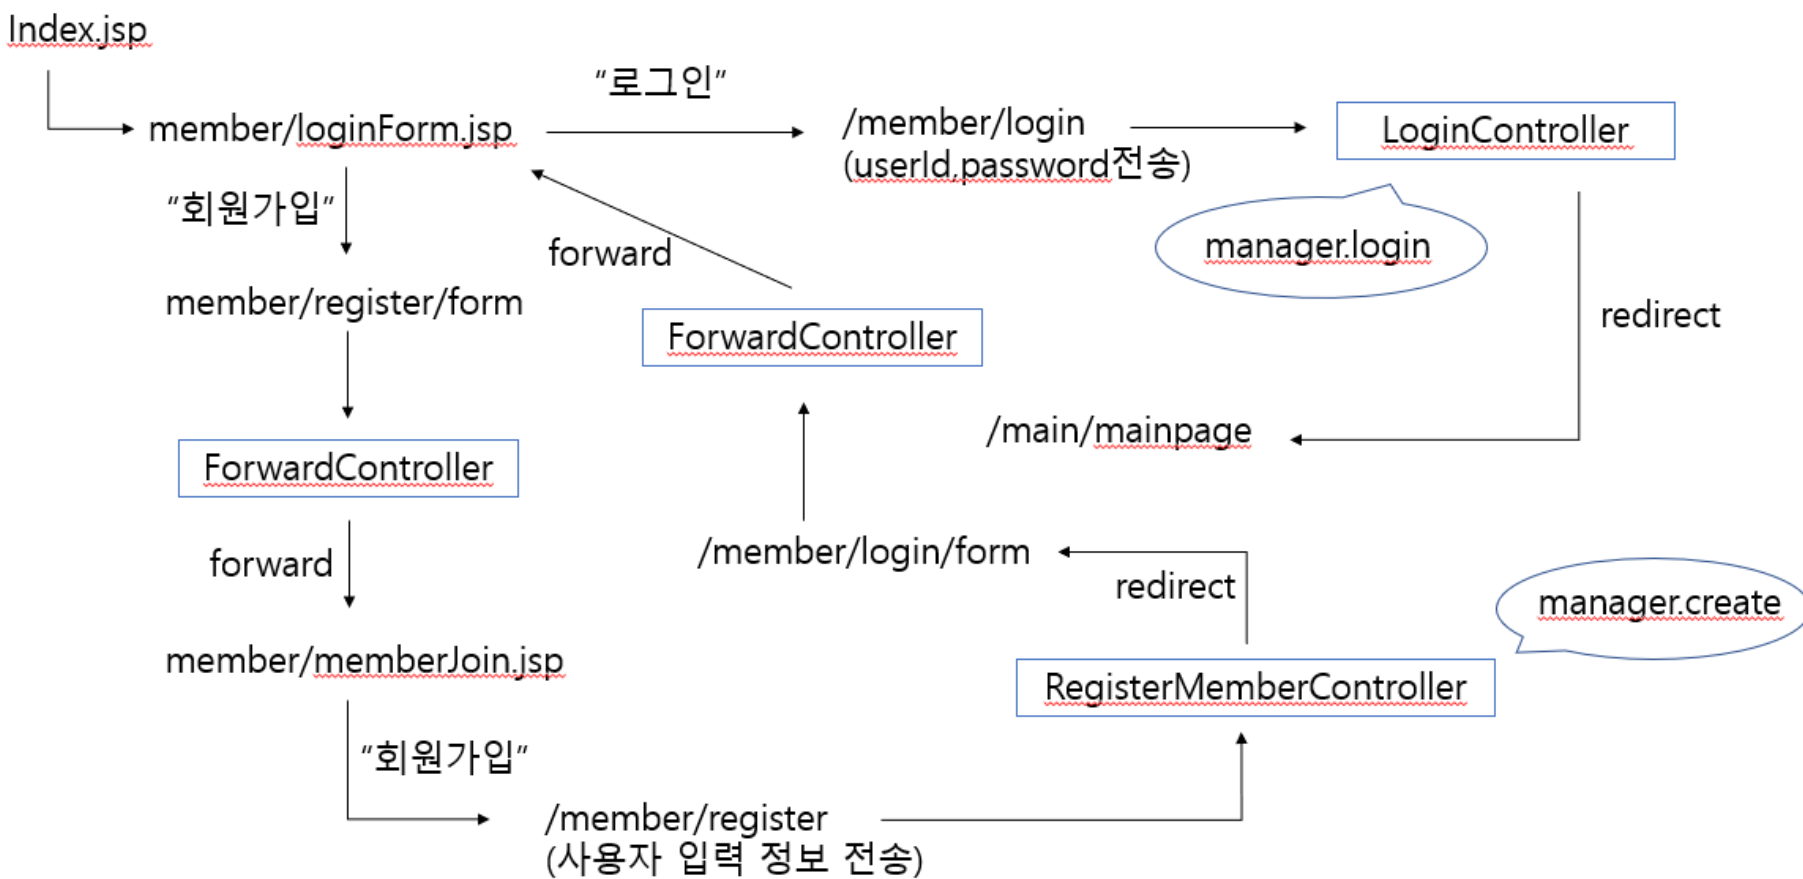 Index.jsp
"로그인"
member/loginForm.jsp
/member/login
(userId,password전송)
LoginController
"회원가입"
forward
manager.login
member/register/form
redirect
ForwardController
/main/mainpage
ForwardController
forward
/member/login/form
redirect
manager.create
member/memberJoin.jsp
RegisterMemberController
"회원가입"
/member/register
(사용자 입력 정보 전송)